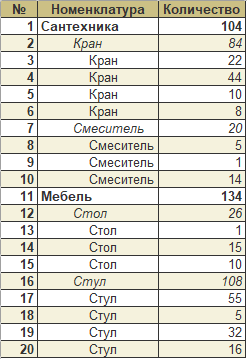 № Номенклатура Количество
1 Сантехника 104
2 Кран 84
3 Кран 22
4 Кран 44
5 Кран 10
6 Кран 8
7 Смеситель 20
8 Смеситель 5
9 Смеситель 1
10 Смеситель 14
11 Мебель 134
12 Стол 26
13 Стол 1
14 Стол 15
15 Стол 10
16 Стул 108
17 Стул 55
18 Стул 5
19 Стул 32
20 Стул 16